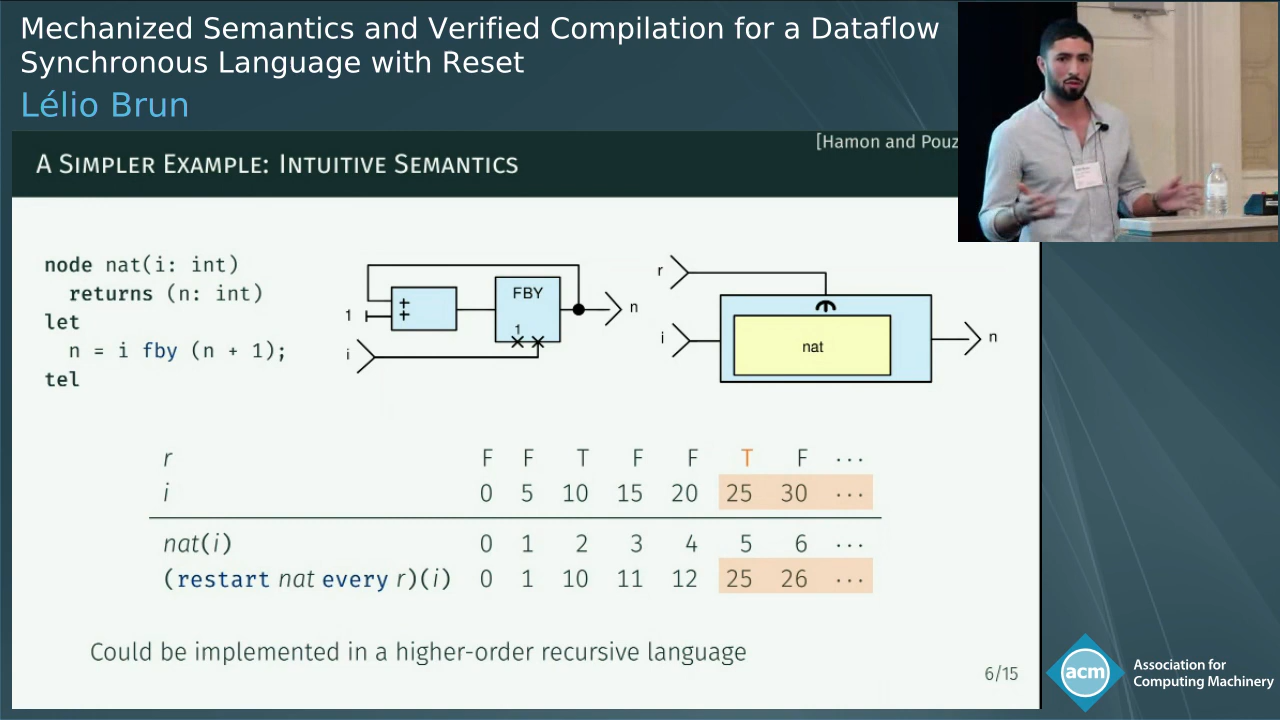 Mechanized Semantics and Verified Compilation for a Dataflow
Synchronous Language with Reset
Lélio Brun
[Hamon and Pouz
A Simpler Example: Intuitive Semantics
node nat(i: int)
returns (n: int)
let
n = i fby (n + 1);
tel
1
+
+
FBY
1
i
n
r
i
nat
n
r F F T F F T F ...
i 0 5 10 15 20 25 30 ...
nat(i) 0 1 2 3 4 5 6 ...
(restart nat every r)(i) 0 1 10 11 12 25 26 ...
Could be implemented in a higher-order recursive language
6/15
acm
Association for
Computing Machinery